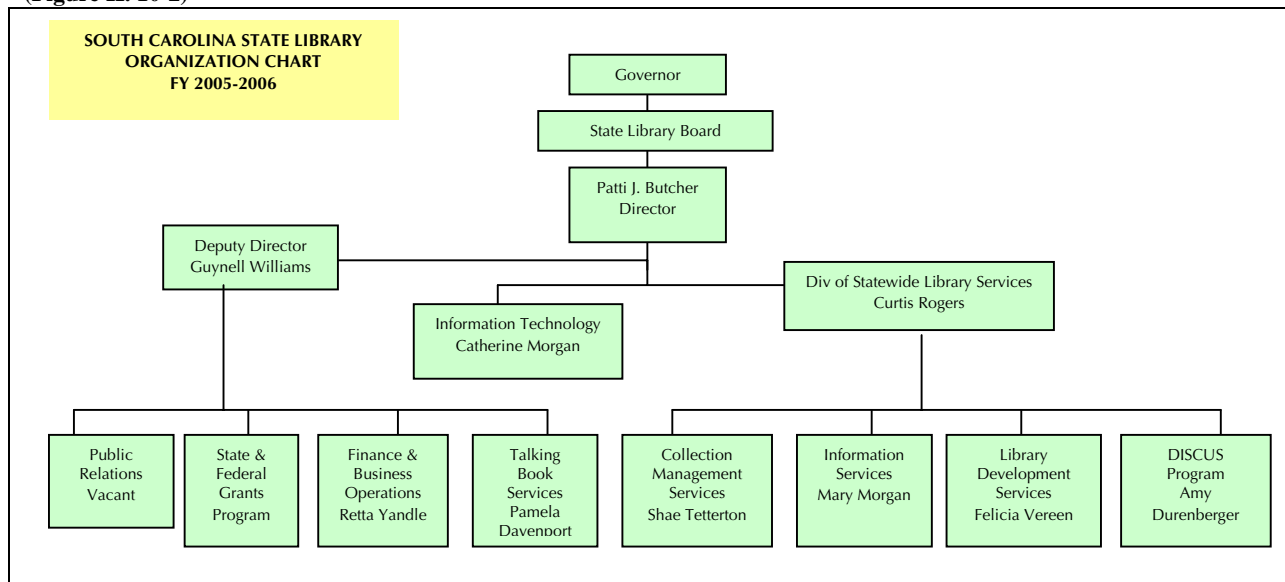 SOUTH CAROLINA STATE LIBRARY
ORGANIZATION CHART
FY 2005-2006
Governor
State Library Board
Patti J. Butcher
Director
Deputy Director
Guynell Williams
Information Technology
Catherine Morgan
Div of Statewide Library Services
Curtis Rogers
Public
Relations
Vacant
State &
Federal
Grants
Program
Finance &
Business
Operations
Retta Yandle
Talking
Book
Services
Pamela
Davenport
Collection
Management
Services
Shae Tetterton
Information
Services
Mary Morgan
Library
Development
Services
Felicia Vereen
DISCUS
Program
Amy
Durenberger